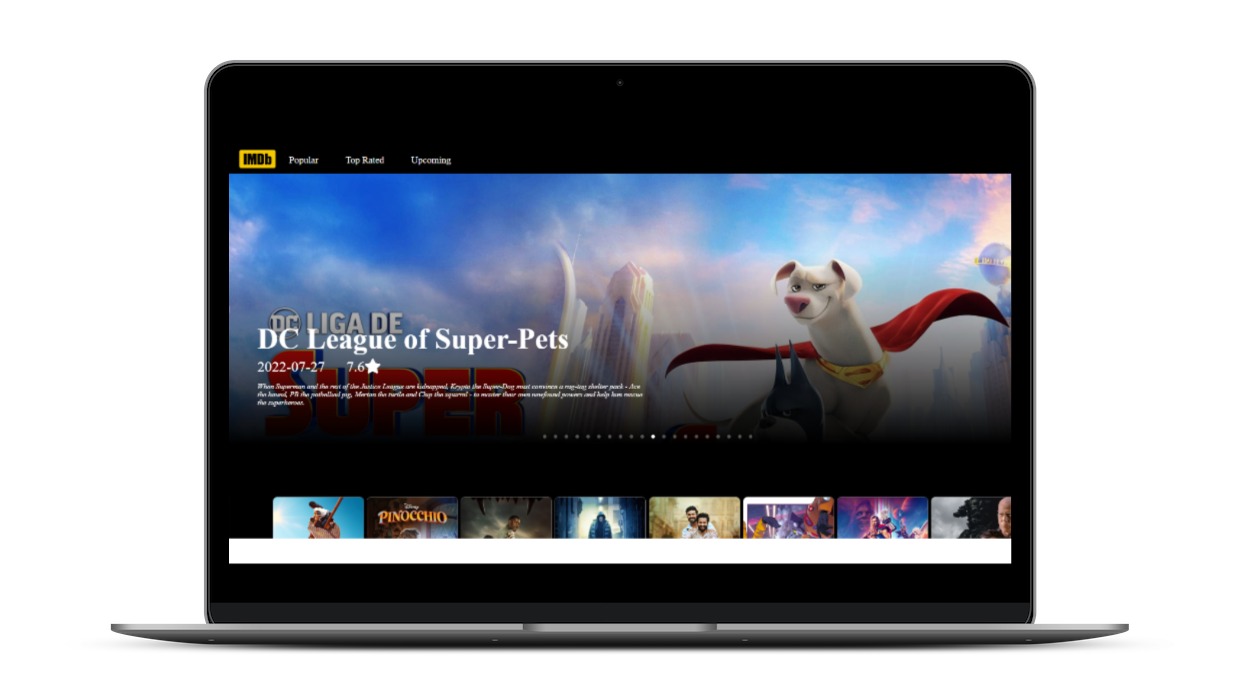 IMDb Popular Top Rated Upcoming
DC LIGA DE
DC League of Super-Pets
2022-07-27 7.6
SUPER
When Superman and the rest of the Justice League are kidnapped, Krypto the Super-Dog must convince a rag-tag shelter pack - Ace
the hound, PB the potbellied pig, Merton the turtle and Chip the squirrel - to master their own newfound powers and help him rescue
the superheroes.
Disney
PINOCCHIO